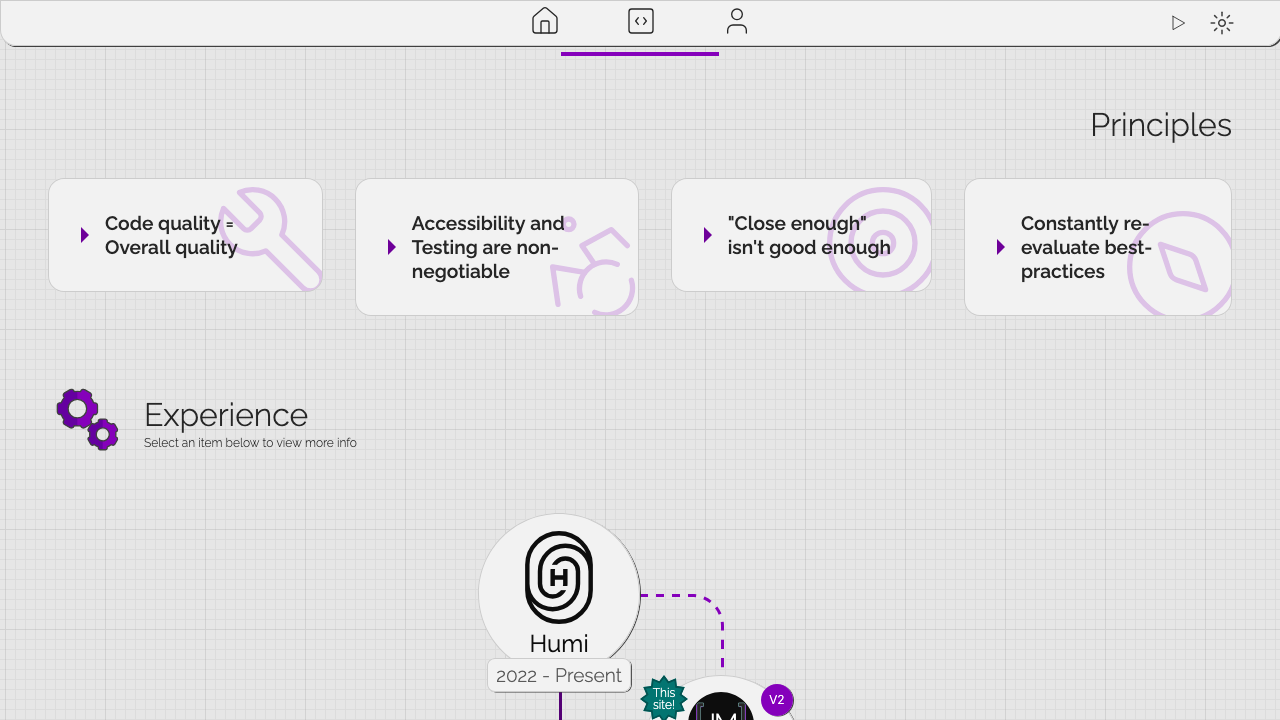 Principles
Code quality =
Overall quality
Accessibility and
Testing are non-
negotiable
"Close enough"
isn't good enough
Constantly re-
evaluate best-
practices
Experience
Select an item below to view more info
H
Humi
2022 - Present
This
site!
V2
JM